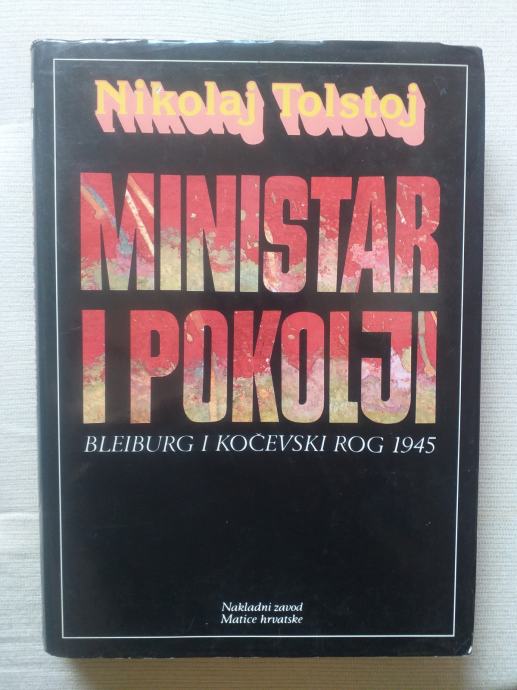 Nikolaj Tolstoj
MINISTAR
I POKOLJI
BLEIBURG I KOČEVSKI ROG 1945
Nakladni zavod
Matice hrvatske